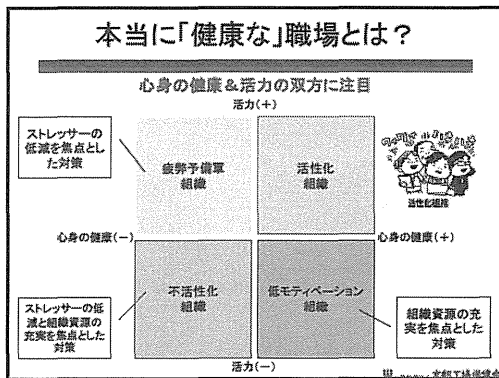 本当に「健康な」職場とは？
心身の健康＆活力の双方に注目
活力(＋)
ストレッサーの
低減を焦点とし
た対策
疲弊予備軍
組織
活性化
組織
活性化組織
心身の健康(－)
心身の健康(＋)
ストレッサーの低
減と組織資源の
充実を焦点とした
対策
不活性化
組織
低モティベーション
組織
組織資源の充
実を焦点とした
対策
活力(－)